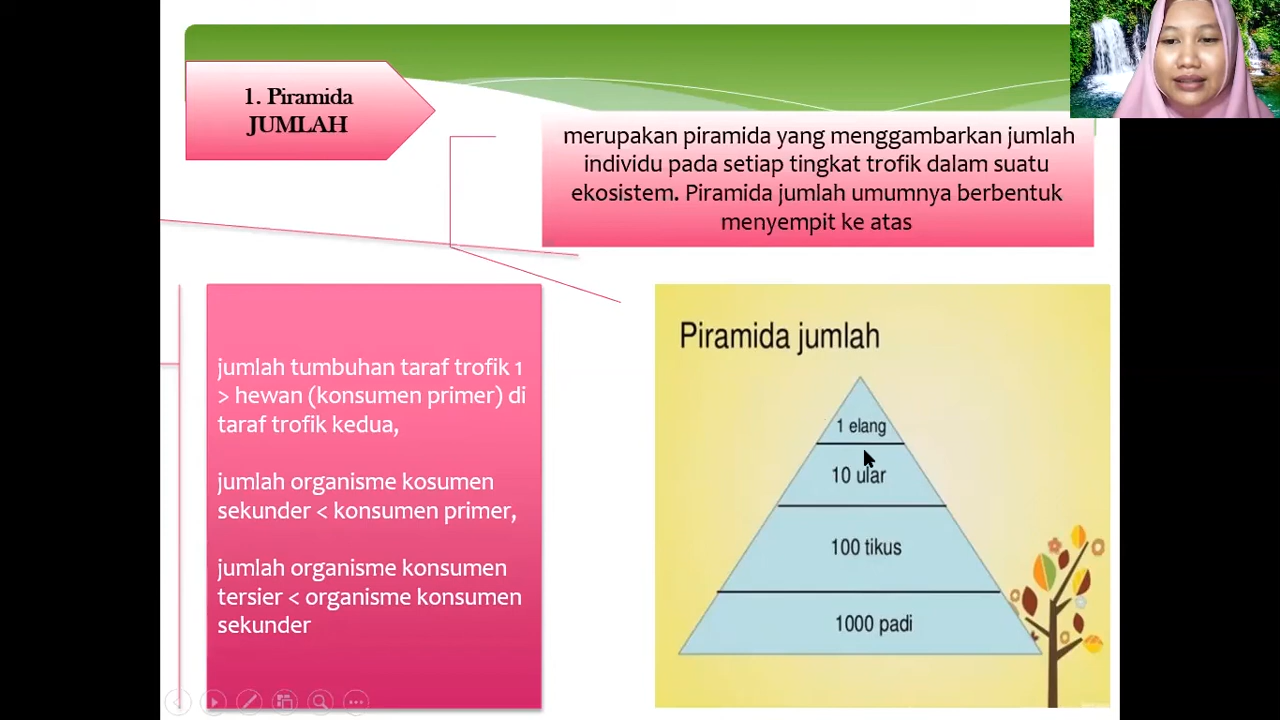 1. Piramida
JUMLAH
merupakan piramida yang menggambarkan jumlah
individu pada setiap tingkat trofik dalam suatu
ekosistem. Piramida jumlah umumnya berbentuk
menyempit ke atas
jumlah tumbuhan taraf trofik 1
> hewan (konsumen primer) di
taraf trofik kedua,
jumlah organisme kosumen
sekunder < konsumen primer,
jumlah organisme konsumen
tersier < organisme konsumen
sekunder
Piramida jumlah
1 elang
10 ular
100 tikus
1000 padi